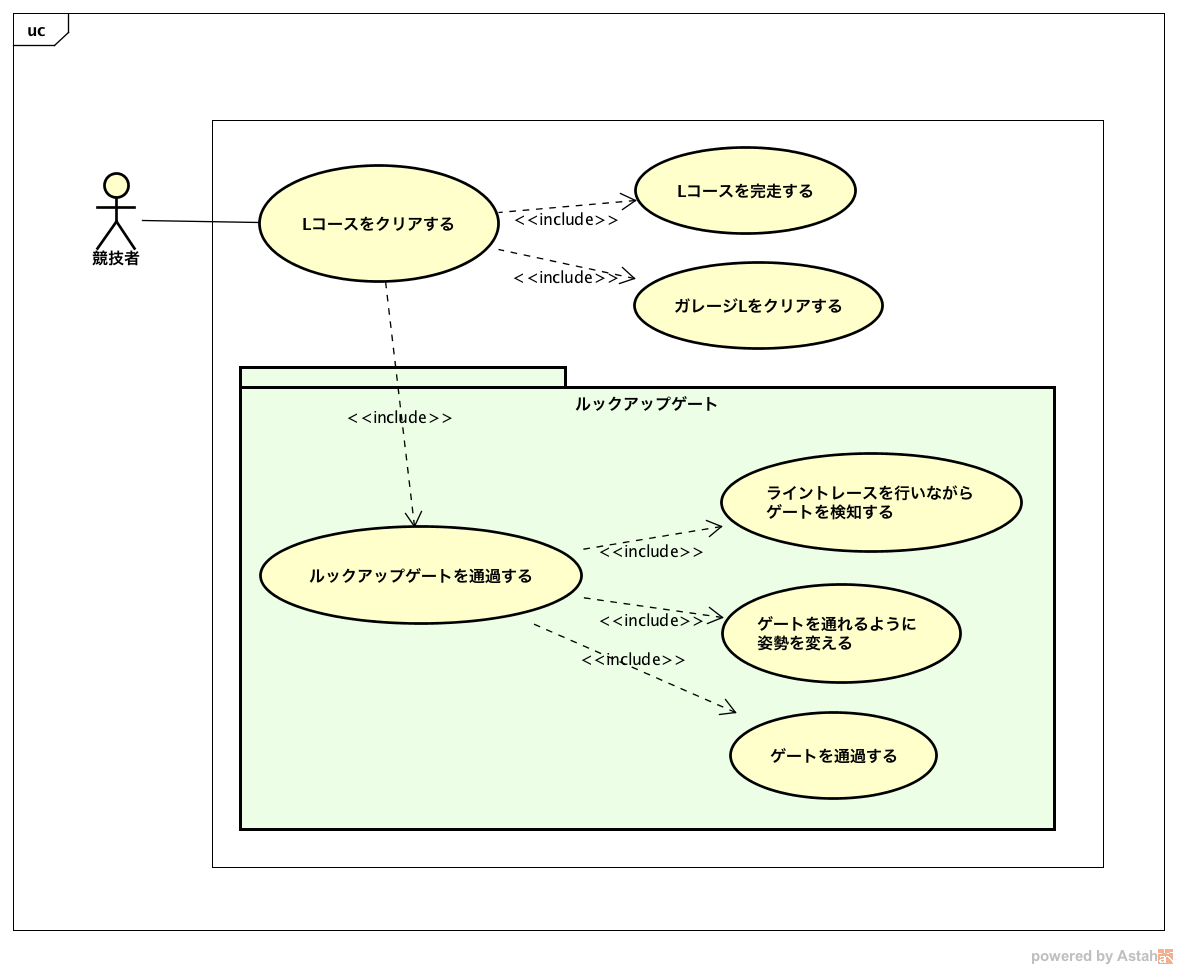 uc
競技者
Lコースをクリアする
<<include>>
Lコースを完走する
<<include>>
ガレージLをクリアする
<<include>>
ルックアップゲート
ルックアップゲートを通過する
<<include>>
ライントレースを行いながら
ゲートを検知する
<<include>>
ゲートを通れるように
姿勢を変える
<<include>>
ゲートを通過する
powered by Astah